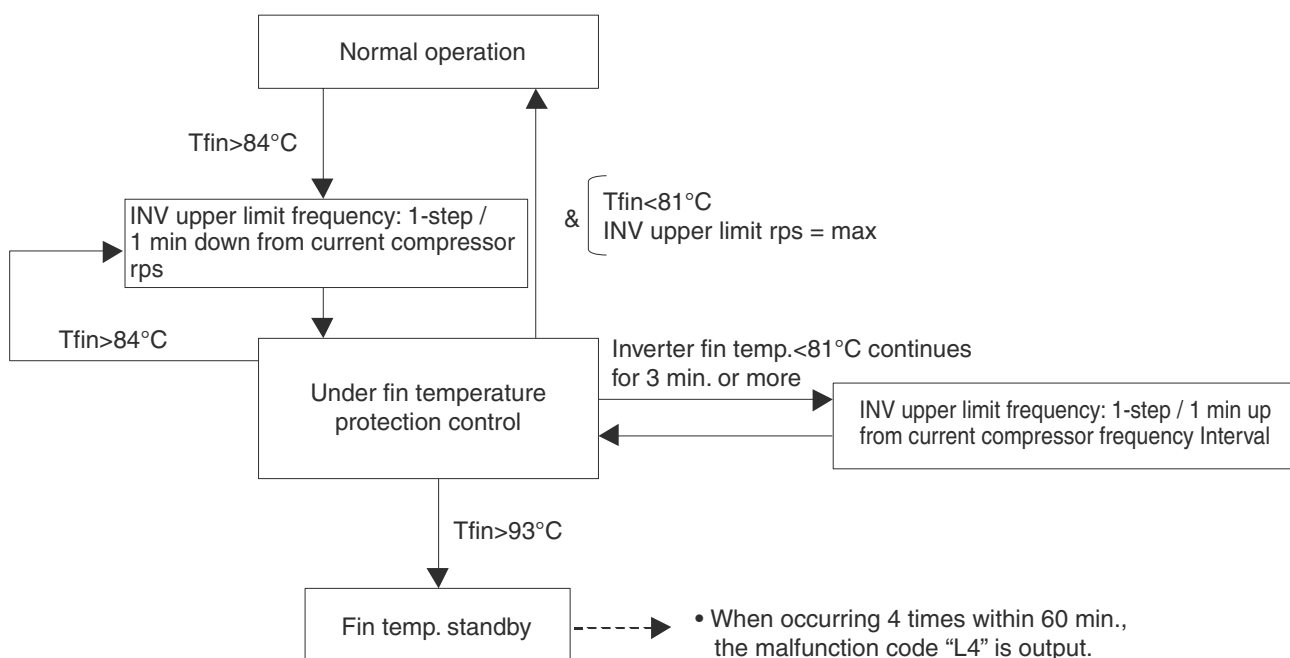 Normal operation
Tfin>84°C
Tfin<81°C
&
INV upper limit rps = max
INV upper limit frequency: 1-step /
1 min down from current compressor
rps
Tfin>84°C
Inverter fin temp.<81°C continues
for 3 min. or more
Under fin temperature
protection control
INV upper limit frequency: 1-step / 1 min up
from current compressor frequency Interval
Tfin>93°C
Fin temp. standby
• When occurring 4 times within 60 min.,
the malfunction code “L4” is output.